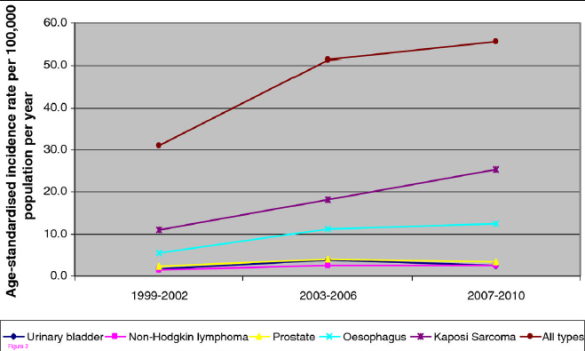 Age-standardised incidence rate per 100,000
population per year
60.0
50.0
40.0
30.0
20.0
10.0
0.0
1999-2002 2003-2006 2007-2010
Urinary bladder Non-Hodgkin lymphoma Prostate Oesophagus Kaposi Sarcoma All types